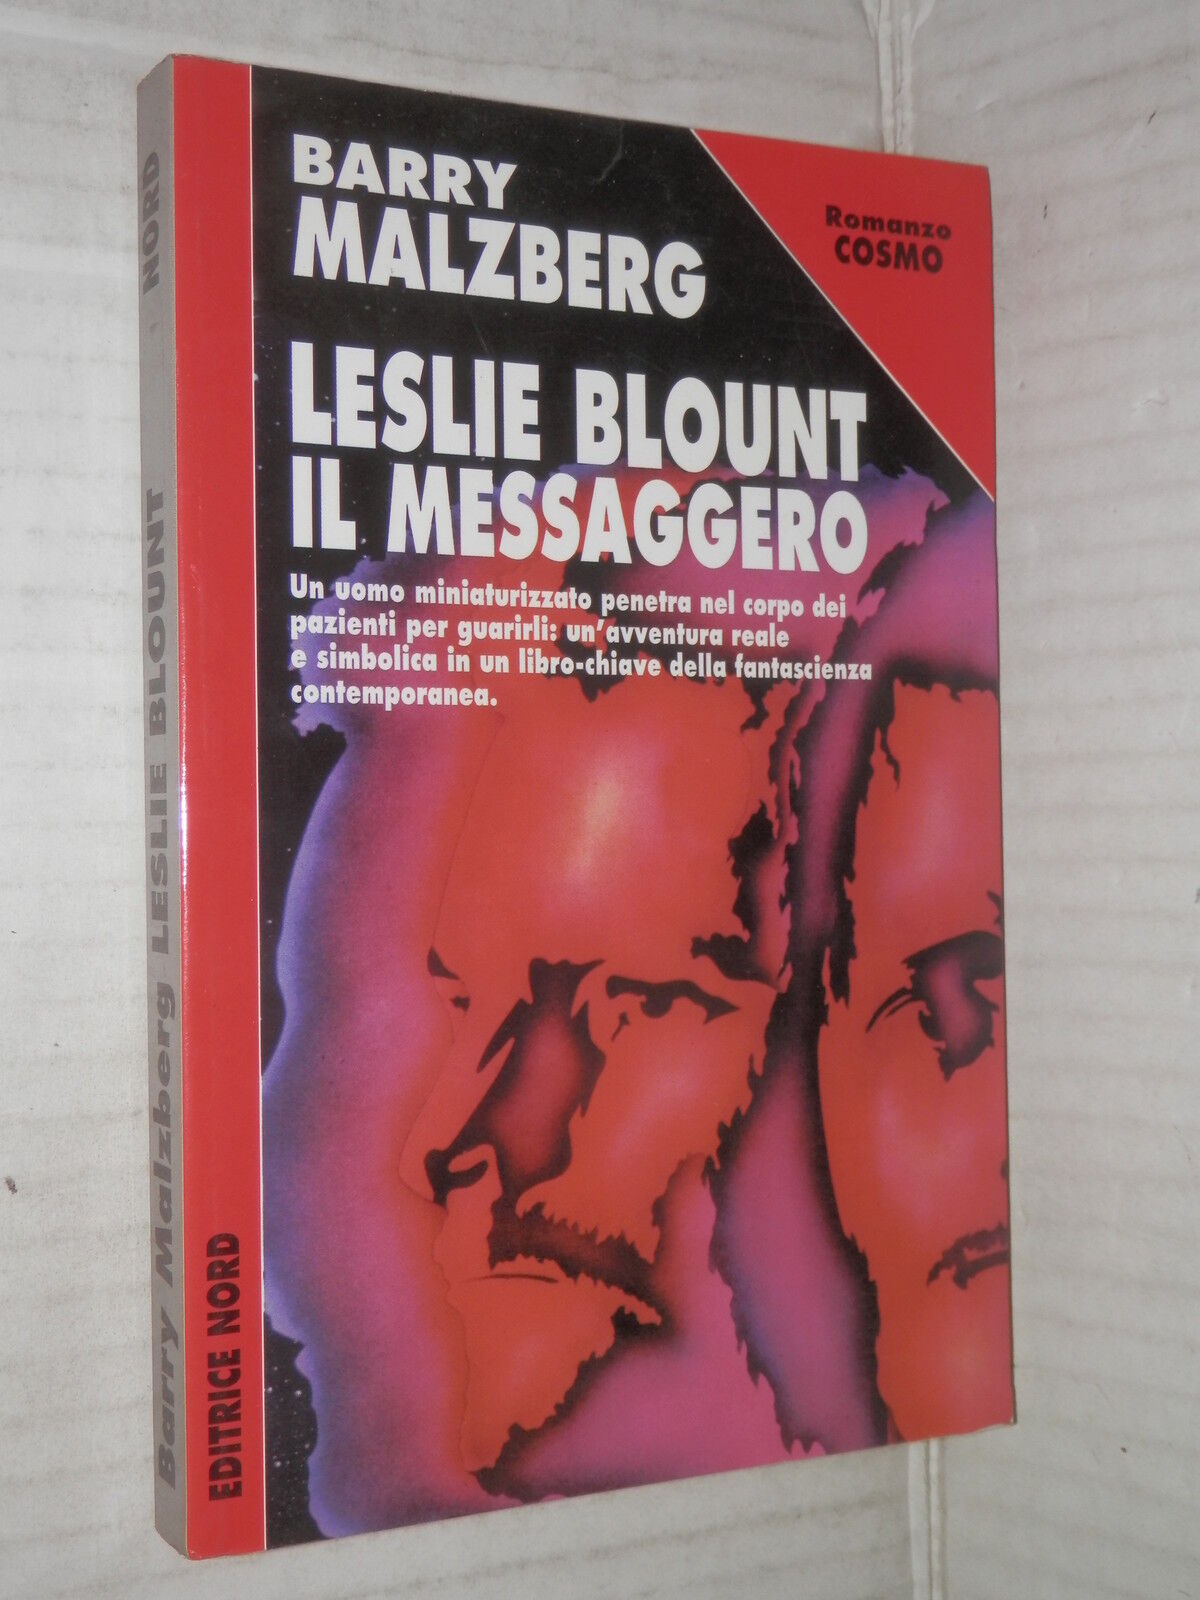 BARRY
MALZBERG
Romanzo
COSMO
LESLIE BLOUNT
IL MESSAGGERO
Un uomo miniaturizzato penetra nel corpo dei
pazienti per guarirli: un'avventura reale
e simbolica in un libro-chiave della fantascienza
contemporanea.
EDITRICE NORD
Barry Malzberg LESLIE BLOUNT NORD